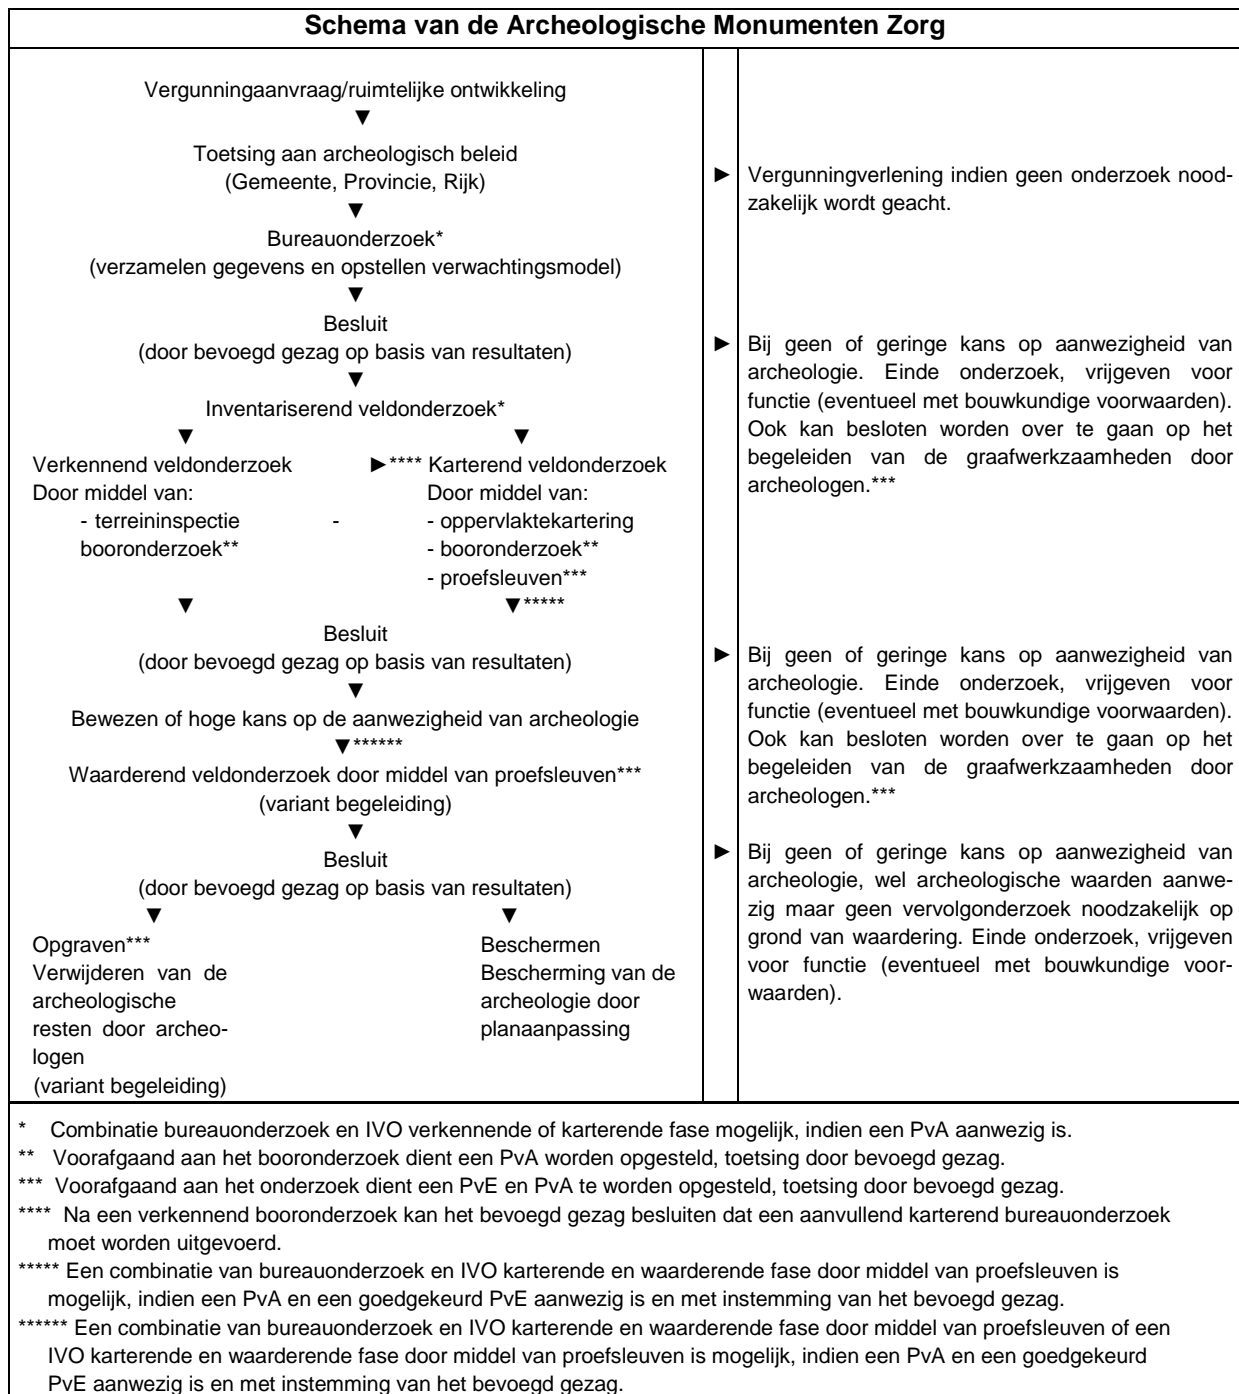 Schema van de Archeologische Monumenten Zorg
Vergunningaanvraag/ruimtelijke ontwikkeling
▼
Toetsing aan archeologisch beleid
(Gemeente, Provincie, Rijk)
▼
► Vergunningverlening indien geen onderzoek nood-
zakelijk wordt geacht.
Bureauonderzoek*
(verzamelen gegevens en opstellen verwachtingsmodel)
▼
Besluit
(door bevoegd gezag op basis van resultaten)
▼
► Bij geen of geringe kans op aanwezigheid van
archeologie. Einde onderzoek, vrijgeven voor
functie (eventueel met bouwkundige voorwaarden).
Ook kan besloten worden over te gaan op het
begeleiden van de graafwerkzaamheden door
archeologen.***
Inventariserend veldonderzoek*
▼ ▼
Verkennend veldonderzoek ►**** Karterend veldonderzoek
Door middel van: Door middel van:
- terreininspectie - - oppervlaktekartering
booronderzoek** - booronderzoek**
- proefsleuven***
▼ ▼*****
Besluit
(door bevoegd gezag op basis van resultaten)
▼
► Bij geen of geringe kans op aanwezigheid van
archeologie. Einde onderzoek, vrijgeven voor
functie (eventueel met bouwkundige voorwaarden).
Ook kan besloten worden over te gaan op het
begeleiden van de graafwerkzaamheden door
archeologen.***
Bewezen of hoge kans op de aanwezigheid van archeologie
▼******
Waarderend veldonderzoek door middel van proefsleuven***
(variant begeleiding)
▼
Besluit
(door bevoegd gezag op basis van resultaten)
▼ ▼
► Bij geen of geringe kans op aanwezigheid van
archeologie, wel archeologische waarden aanwe-
zig maar geen vervolgonderzoek noodzakelijk op
grond van waardering. Einde onderzoek, vrijgeven
voor functie (eventueel met bouwkundige voor-
waarden).
Opgraven***
Verwijderen van de
archeologische
resten door archeo-
logen
(variant begeleiding)
Beschermen
Bescherming van de
archeologie door
planaanpassing
* Combinatie bureauonderzoek en IVO verkennende of karterende fase mogelijk, indien een PvA aanwezig is.
** Voorafgaand aan het booronderzoek dient een PvA worden opgesteld, toetsing door bevoegd gezag.
*** Voorafgaand aan het onderzoek dient een PvE en PvA te worden opgesteld, toetsing door bevoegd gezag.
**** Na een verkennend booronderzoek kan het bevoegd gezag besluiten dat een aanvullend karterend bureauonderzoek
moet worden uitgevoerd.
***** Een combinatie van bureauonderzoek en IVO karterende en waarderende fase door middel van proefsleuven is
mogelijk, indien een PvA en een goedgekeurd PvE aanwezig is en met instemming van het bevoegd gezag.
****** Een combinatie van bureauonderzoek en IVO karterende en waarderende fase door middel van proefsleuven of een
IVO karterende en waarderende fase door middel van proefsleuven is mogelijk, indien een PvA en een goedgekeurd
PvE aanwezig is en met instemming van het bevoegd gezag.